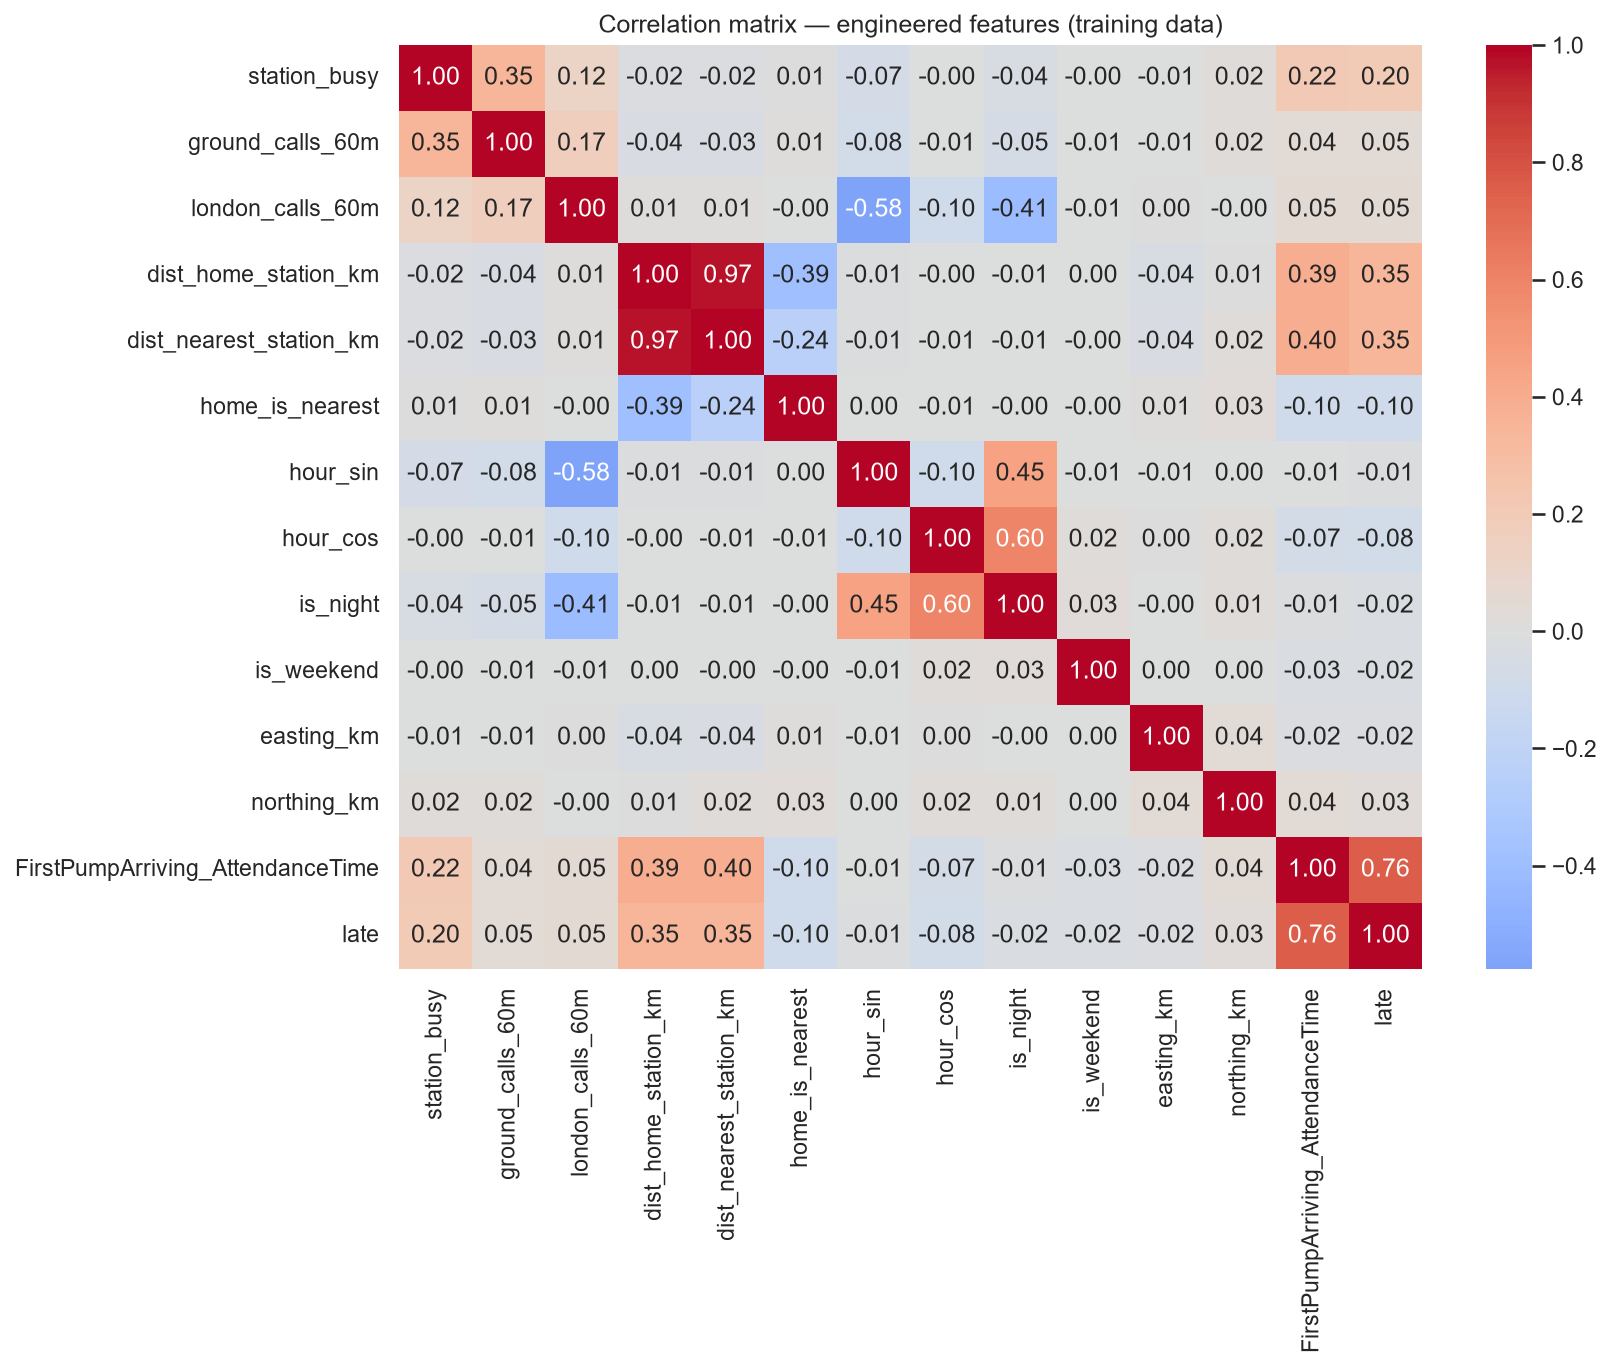 Correlation matrix — engineered features (training data)
station_busy 1.00 0.35 0.12 -0.02 -0.02 0.01 -0.07 -0.00 -0.04 -0.00 -0.01 0.02 0.22 0.20
ground_calls_60m 0.35 1.00 0.17 -0.04 -0.03 0.01 -0.08 -0.01 -0.05 -0.01 -0.01 0.02 0.04 0.05
london_calls_60m 0.12 0.17 1.00 0.01 0.01 -0.00 -0.58 -0.10 -0.41 -0.01 0.00 -0.00 0.05 0.05
dist_home_station_km -0.02 -0.04 0.01 1.00 0.97 -0.39 -0.01 -0.00 -0.01 0.00 -0.04 0.01 0.39 0.35
dist_nearest_station_km -0.02 -0.03 0.01 0.97 1.00 -0.24 -0.01 -0.01 -0.01 -0.00 -0.04 0.02 0.40 0.35
home_is_nearest 0.01 0.01 -0.00 -0.39 -0.24 1.00 0.00 -0.01 -0.00 -0.00 0.01 0.03 -0.10 -0.10
hour_sin -0.07 -0.08 -0.58 -0.01 -0.01 0.00 1.00 -0.10 0.45 -0.01 -0.01 0.00 -0.01 -0.01
hour_cos -0.00 -0.01 -0.10 -0.00 -0.01 -0.01 -0.10 1.00 0.60 0.02 0.00 0.02 -0.07 -0.08
is_night -0.04 -0.05 -0.41 -0.01 -0.01 -0.00 0.45 0.60 1.00 0.03 -0.00 0.01 -0.01 -0.02
is_weekend -0.00 -0.01 -0.01 0.00 -0.00 -0.00 -0.01 0.02 0.03 1.00 0.00 0.00 -0.03 -0.02
easting_km -0.01 -0.01 0.00 -0.04 -0.04 0.01 -0.01 0.00 -0.00 0.00 1.00 0.04 -0.02 -0.02
northing_km 0.02 0.02 -0.00 0.01 0.02 0.03 0.00 0.02 0.01 0.00 0.04 1.00 0.04 0.03
FirstPumpArriving_AttendanceTime 0.22 0.04 0.05 0.39 0.40 -0.10 -0.01 -0.07 -0.01 -0.03 -0.02 0.04 1.00 0.76
late 0.20 0.05 0.05 0.35 0.35 -0.10 -0.01 -0.08 -0.02 -0.02 -0.02 0.03 0.76 1.00
station_busy
ground_calls_60m
london_calls_60m
dist_home_station_km
dist_nearest_station_km
home_is_nearest
hour_sin
hour_cos
is_night
is_weekend
easting_km
northing_km
FirstPumpArriving_AttendanceTime
late
1.0
0.8
0.6
0.4
0.2
0.0
−0.2
−0.4